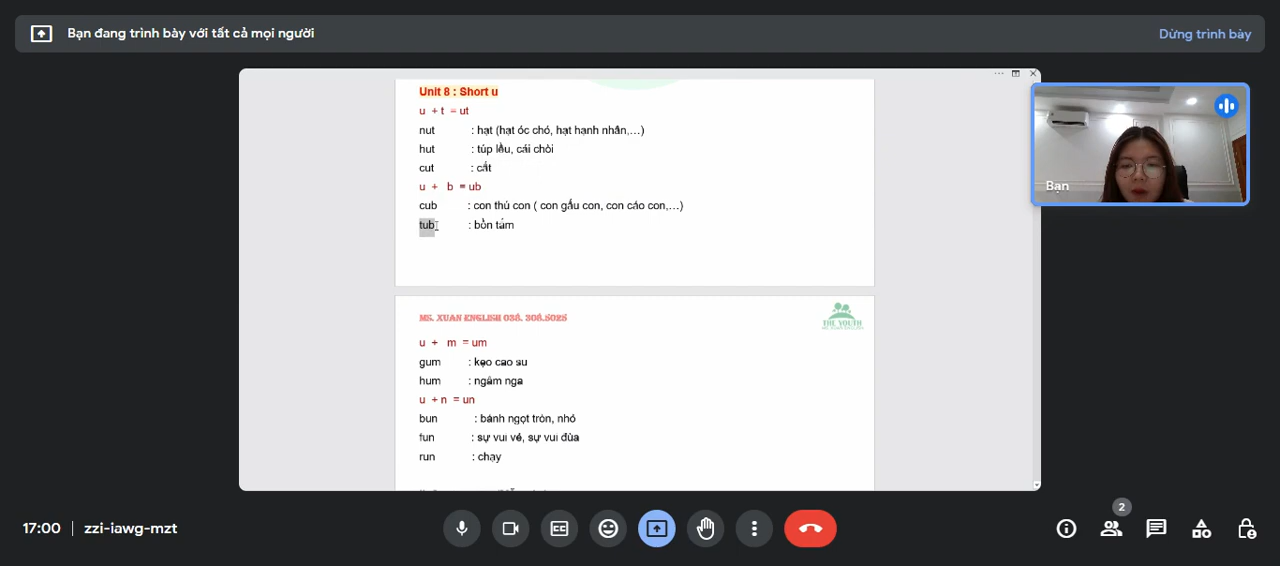 Bạn đang trình bày với tất cả mọi người
Dừng trình bày
Unit 8 : Short u
u + t = ut
nut : hạt (hạt óc chó, hạt hạnh nhân,...)
hut : túp lều, cái chòi
cut : cắt
u + b = ub
cub : con thú con ( con gấu con, con cáo con,...)
tub : bồn tắm
Bạn
MS. XUAN ENGLISH 038. 308.5025
THE YOUTH
u + m = um
gum : kẹo cao su
hum : ngâm nga
u + n = un
bun : bánh ngọt tròn, nhỏ
fun : sự vui vẻ, sự vui đùa
run : chạy
17:00 | zzi-iawg-mzt
2